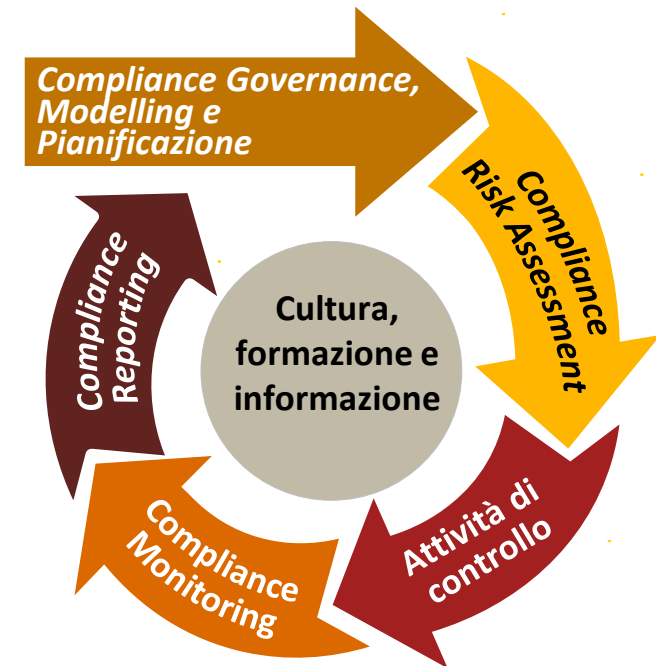 Compliance Governance,
Modelling e
Pianificazione
Compliance
Risk Assessment
Attività di
controllo
Compliance
Monitoring
Compliance
Reporting
Cultura,
formazione e
informazione